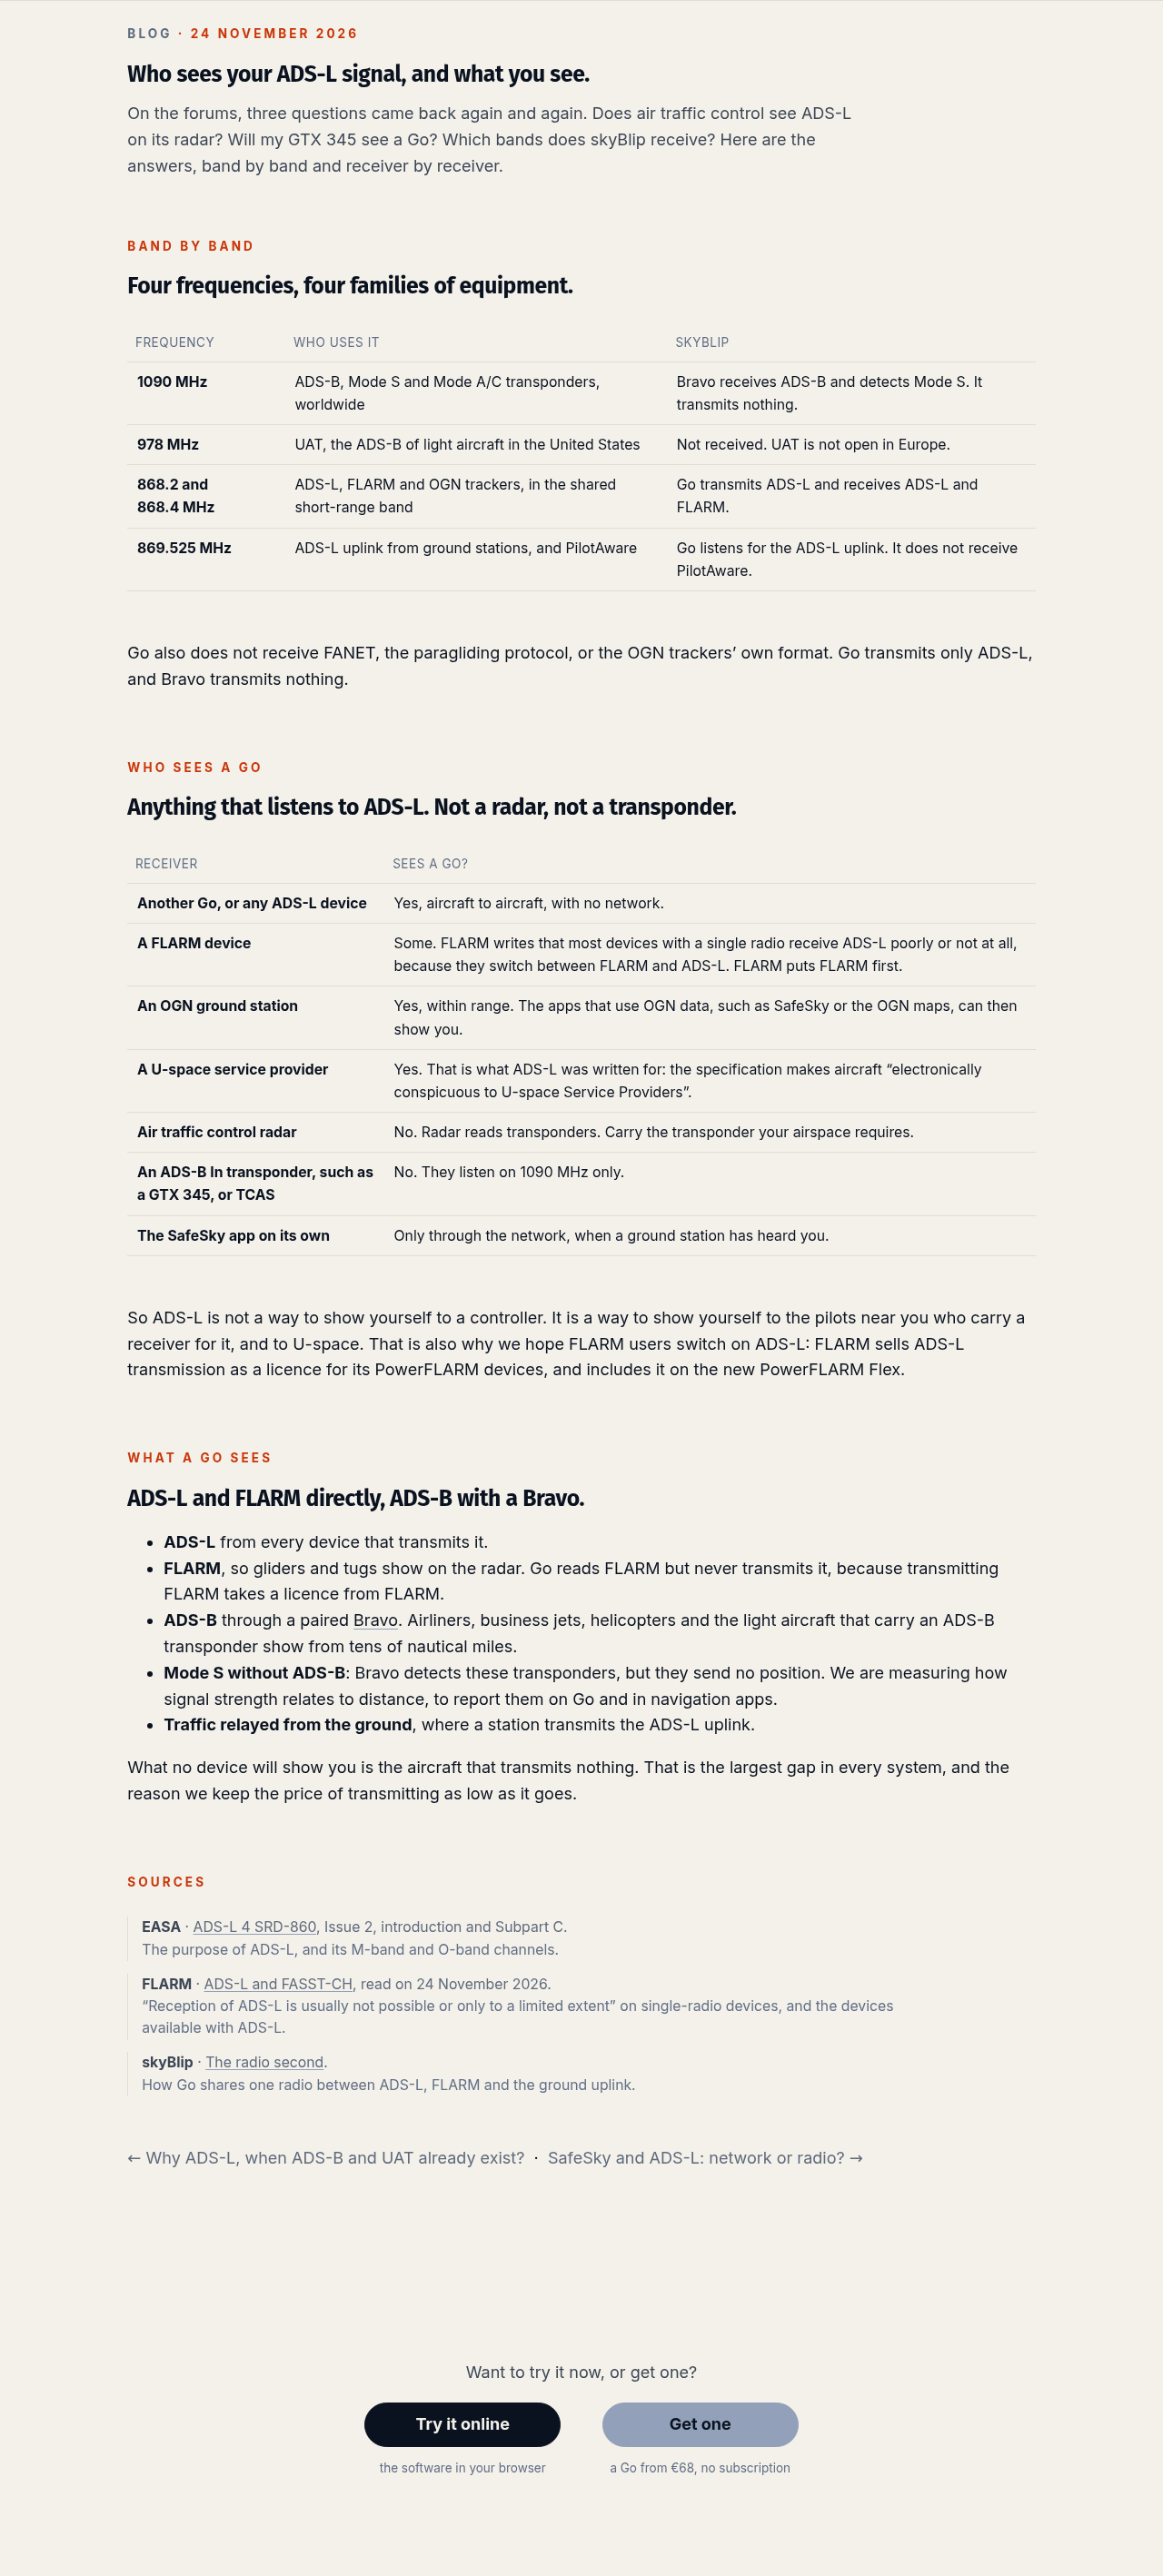 BLOG · 24 NOVEMBER 2026
Who sees your ADS-L signal, and what you see.
On the forums, three questions came back again and again. Does air traffic control see ADS-L
on its radar? Will my GTX 345 see a Go? Which bands does skyBlip receive? Here are the
answers, band by band and receiver by receiver.
BAND BY BAND
Four frequencies, four families of equipment.
FREQUENCY WHO USES IT SKYBLIP
1090 MHz ADS-B, Mode S and Mode A/C transponders, Bravo receives ADS-B and detects Mode S. It
worldwide transmits nothing.
978 MHz UAT, the ADS-B of light aircraft in the United States Not received. UAT is not open in Europe.
868.2 and ADS-L, FLARM and OGN trackers, in the shared Go transmits ADS-L and receives ADS-L and
868.4 MHz short-range band FLARM.
869.525 MHz ADS-L uplink from ground stations, and PilotAware Go listens for the ADS-L uplink. It does not receive
PilotAware.
Go also does not receive FANET, the paragliding protocol, or the OGN trackers’ own format. Go transmits only ADS-L,
and Bravo transmits nothing.
WHO SEES A GO
Anything that listens to ADS-L. Not a radar, not a transponder.
RECEIVER SEES A GO?
Another Go, or any ADS-L device Yes, aircraft to aircraft, with no network.
A FLARM device Some. FLARM writes that most devices with a single radio receive ADS-L poorly or not at all,
because they switch between FLARM and ADS-L. FLARM puts FLARM first.
An OGN ground station Yes, within range. The apps that use OGN data, such as SafeSky or the OGN maps, can then
show you.
A U-space service provider Yes. That is what ADS-L was written for: the specification makes aircraft “electronically
conspicuous to U-space Service Providers”.
Air traffic control radar No. Radar reads transponders. Carry the transponder your airspace requires.
An ADS-B In transponder, such as No. They listen on 1090 MHz only.
a GTX 345, or TCAS
The SafeSky app on its own Only through the network, when a ground station has heard you.
So ADS-L is not a way to show yourself to a controller. It is a way to show yourself to the pilots near you who carry a
receiver for it, and to U-space. That is also why we hope FLARM users switch on ADS-L: FLARM sells ADS-L
transmission as a licence for its PowerFLARM devices, and includes it on the new PowerFLARM Flex.
WHAT A GO SEES
ADS-L and FLARM directly, ADS-B with a Bravo.
• ADS-L from every device that transmits it.
• FLARM, so gliders and tugs show on the radar. Go reads FLARM but never transmits it, because transmitting
FLARM takes a licence from FLARM.
• ADS-B through a paired Bravo. Airliners, business jets, helicopters and the light aircraft that carry an ADS-B
transponder show from tens of nautical miles.
• Mode S without ADS-B: Bravo detects these transponders, but they send no position. We are measuring how
signal strength relates to distance, to report them on Go and in navigation apps.
• Traffic relayed from the ground, where a station transmits the ADS-L uplink.
What no device will show you is the aircraft that transmits nothing. That is the largest gap in every system, and the
reason we keep the price of transmitting as low as it goes.
SOURCES
EASA · ADS-L 4 SRD-860, Issue 2, introduction and Subpart C.
The purpose of ADS-L, and its M-band and O-band channels.
FLARM · ADS-L and FASST-CH, read on 24 November 2026.
“Reception of ADS-L is usually not possible or only to a limited extent” on single-radio devices, and the devices
available with ADS-L.
skyBlip · The radio second.
How Go shares one radio between ADS-L, FLARM and the ground uplink.
← Why ADS-L, when ADS-B and UAT already exist? · SafeSky and ADS-L: network or radio? →
Want to try it now, or get one?
Try it online Get one
the software in your browser a Go from €68, no subscription